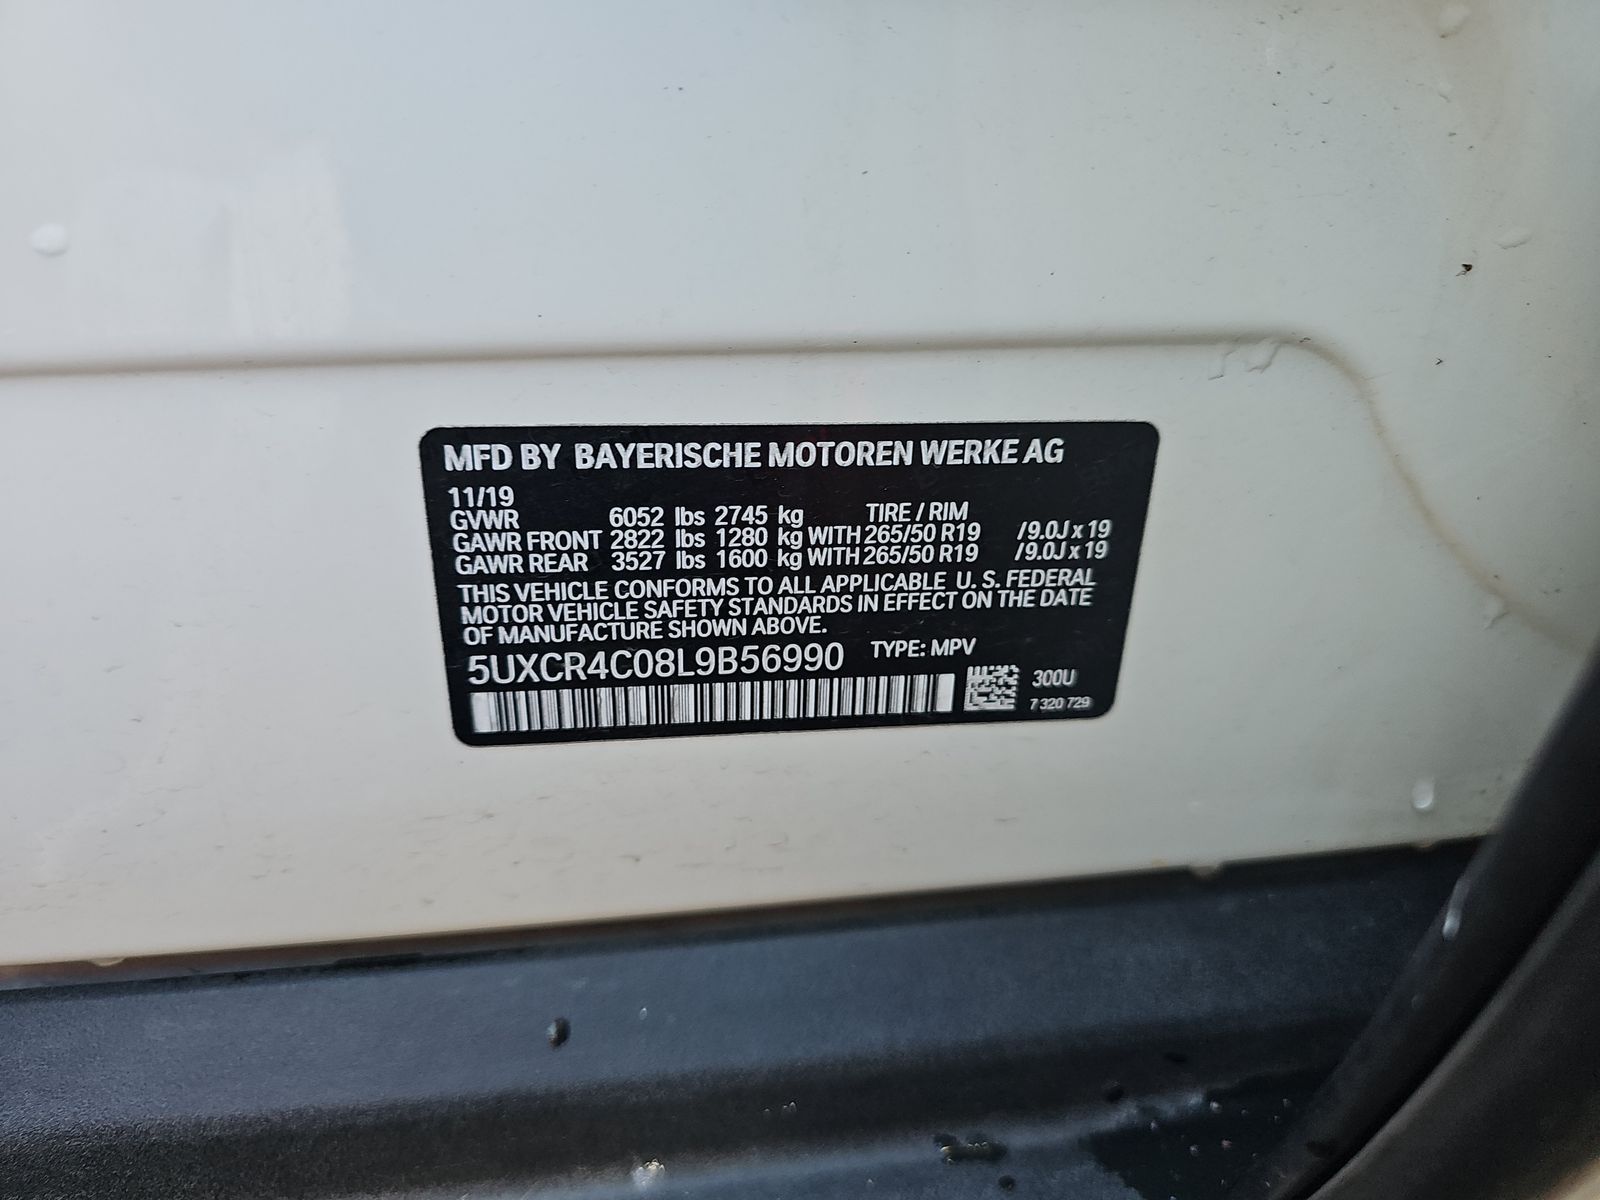 MFD BY BAYERISCHE MOTOREN WERKE AG
11/19
GVWR 6052 lbs 2745 kg TIRE / RIM
GAWR FRONT 2822 lbs 1280 kg WITH 265/50 R19 /9.0J x 19
GAWR REAR 3527 lbs 1600 kg WITH 265/50 R19 /9.0J x 19
THIS VEHICLE CONFORMS TO ALL APPLICABLE U. S. FEDERAL
MOTOR VEHICLE SAFETY STANDARDS IN EFFECT ON THE DATE
OF MANUFACTURE SHOWN ABOVE.
5UXCR4C08L9B56990 TYPE: MPV
300U
7 320 729